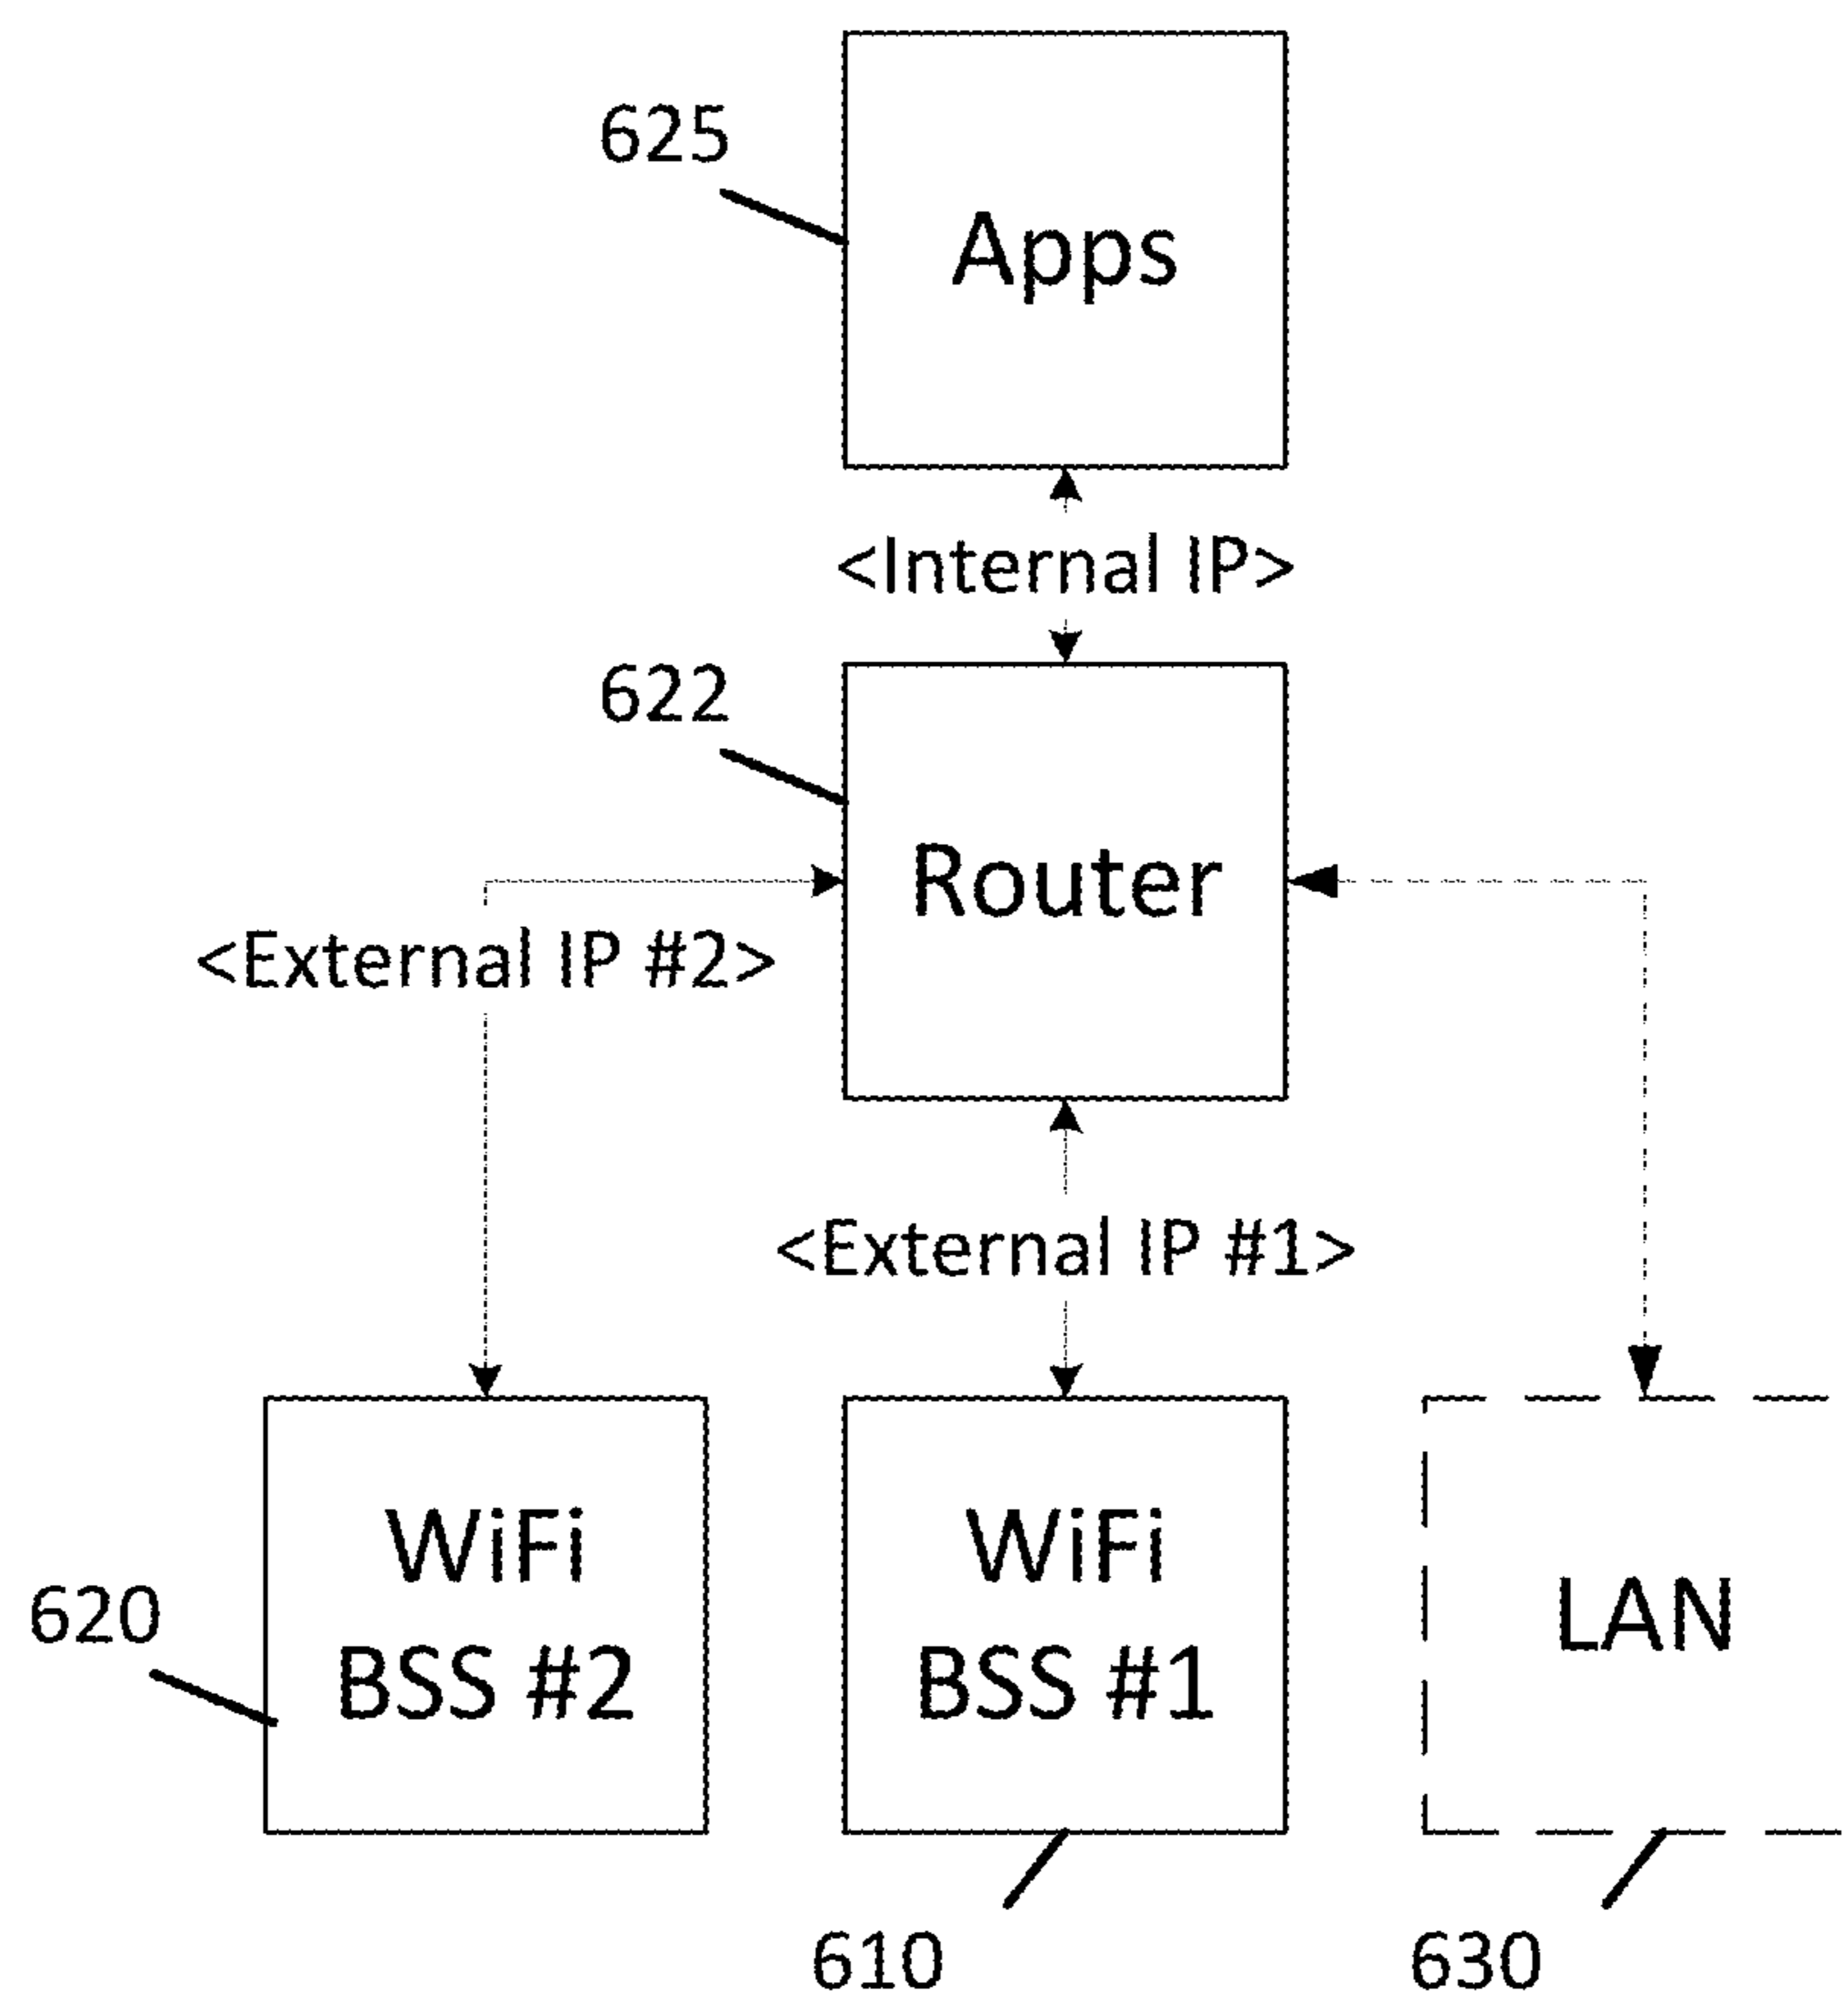 625
Apps
<Internal IP>
622
Router
<External IP #2>
<External IP #1>
WiFi
BSS #2
WiFi
BSS #1
LAN
620
610
630